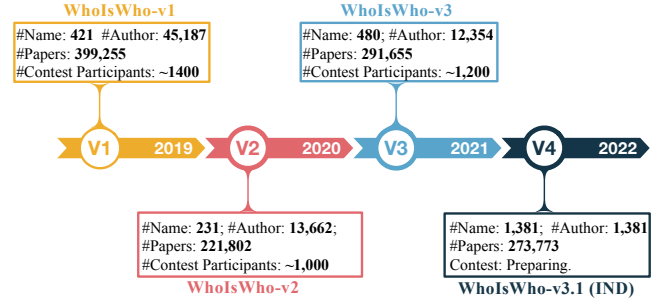 WhoIsWho-v1
#Name: 421 #Author: 45,187
#Papers: 399,255
#Contest Participants: ~1400
WhoIsWho-v3
#Name: 480; #Author: 12,354
#Papers: 291,655
#Contest Participants: ~1,200
V1 2019 V2 2020 V3 2021 V4 2022
#Name: 231; #Author: 13,662;
#Papers: 221,802
#Contest Participants: ~1,000
WhoIsWho-v2
#Name: 1,381; #Author: 1,381
#Papers: 273,773
Contest: Preparing.
WhoIsWho-v3.1 (IND)